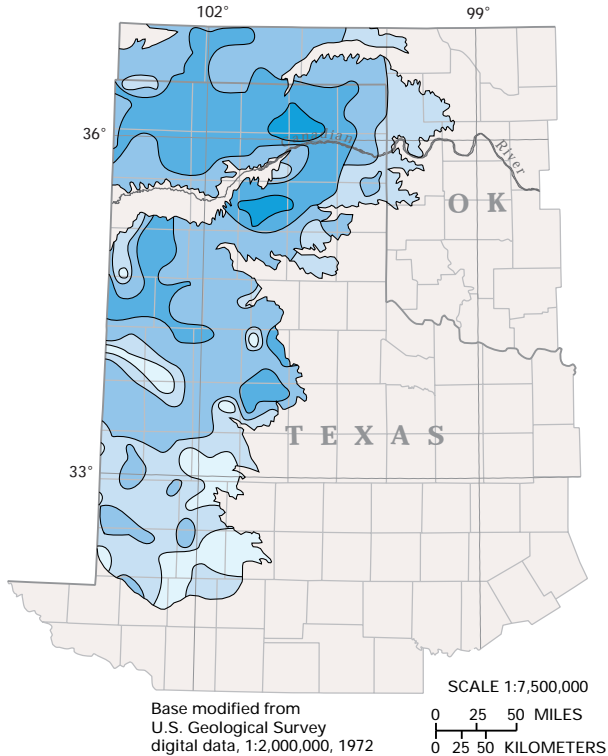 102° 99°
36°
Canadian River
O K
T E X A S
33°
SCALE 1:7,500,000
0 25 50 MILES
0 25 50 KILOMETERS
Base modified from
U.S. Geological Survey
digital data, 1:2,000,000, 1972